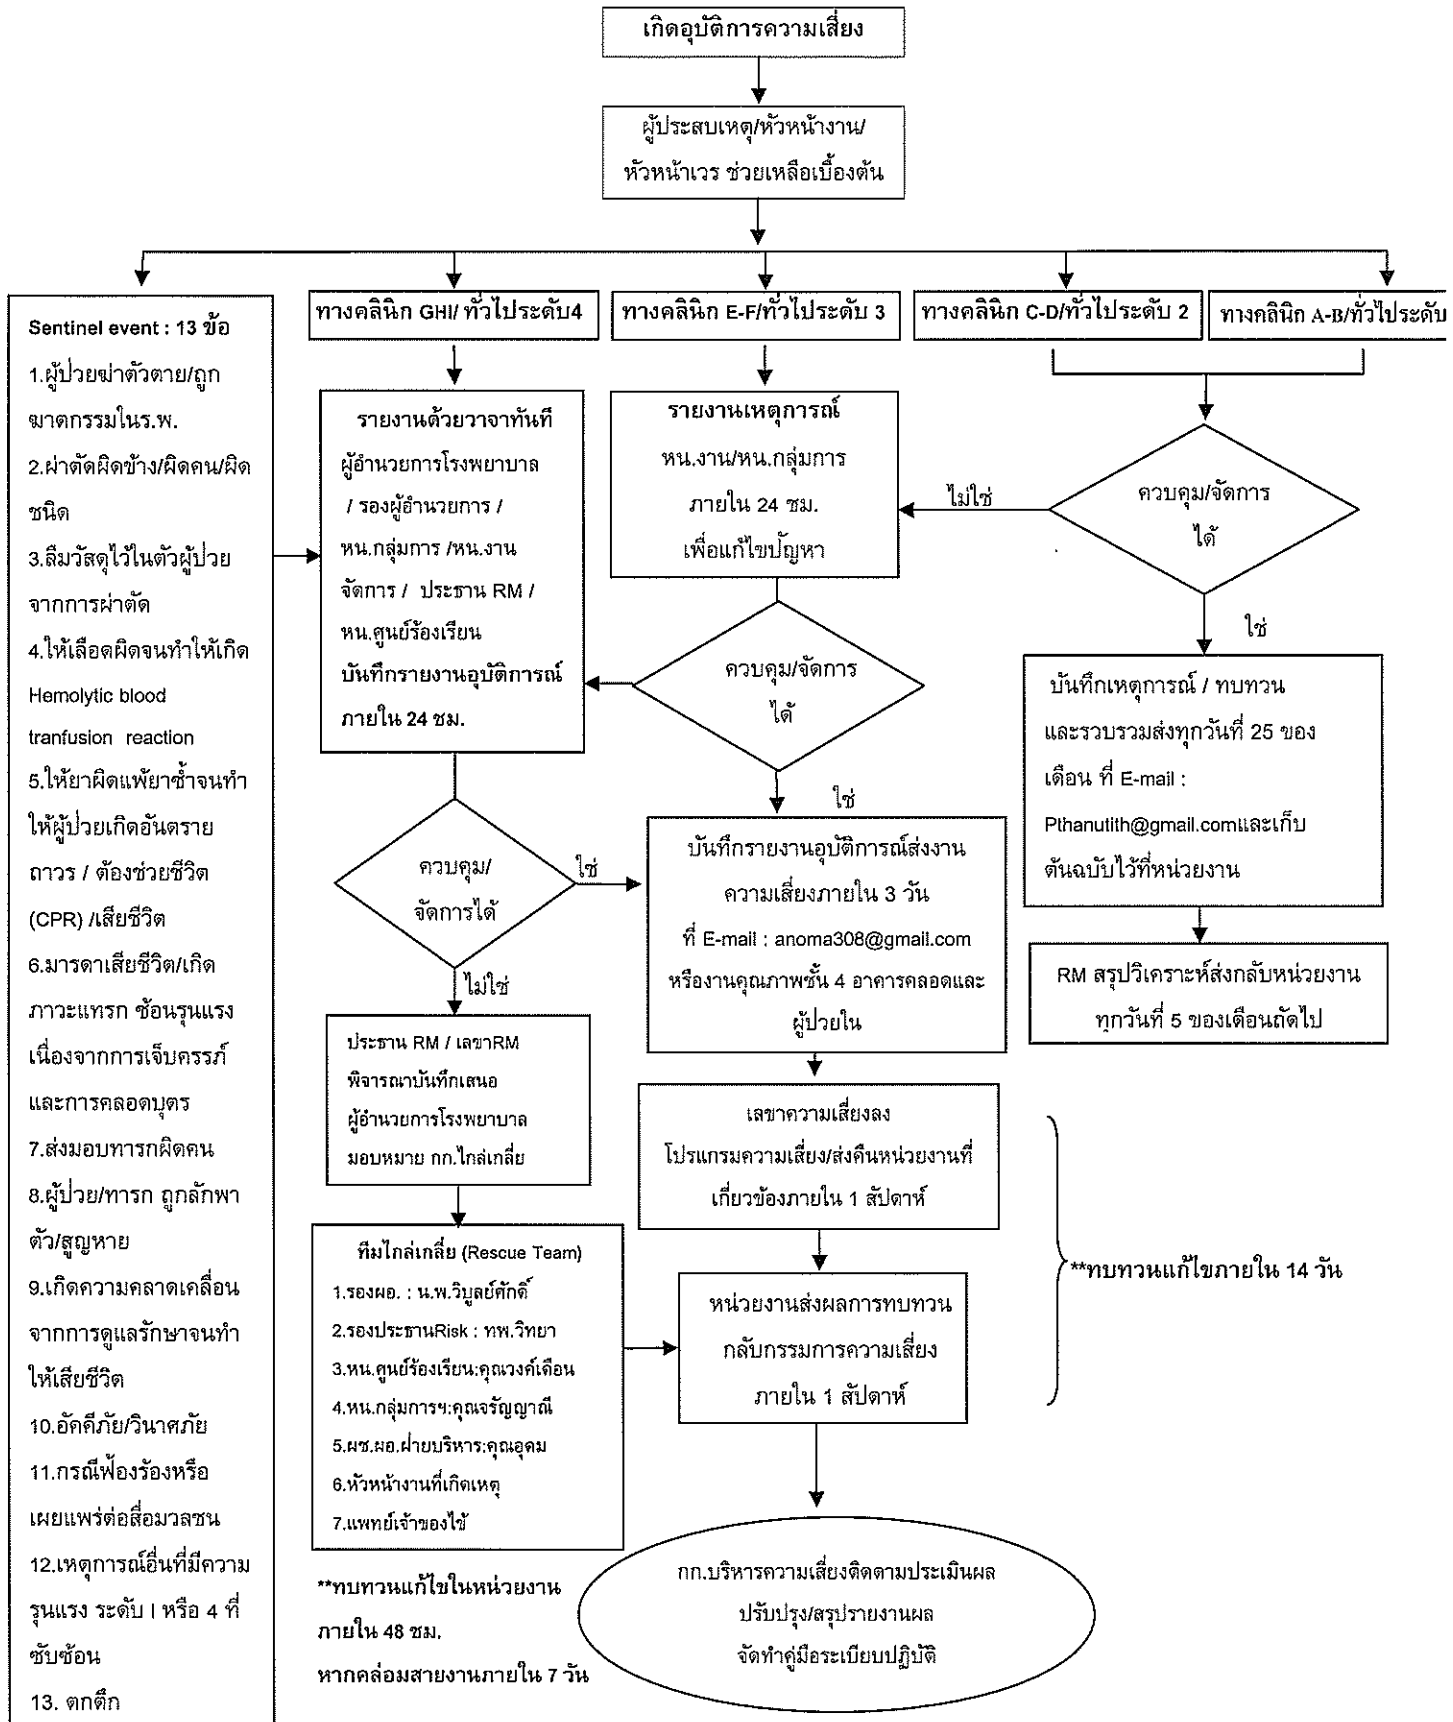 เกิดอุบัติการความเสี่ยง
ผู้ประสบเหตุ/หัวหน้างาน/
หัวหน้าเวร ช่วยเหลือเบื้องต้น
Sentinel event : 13 ข้อ
1.ผู้ป่วยฆ่าตัวตาย/ถูก
ฆาตกรรมในร.พ.
2.ผ่าตัดผิดข้าง/ผิดคน/ผิด
ชนิด
3.ลืมวัสดุไว้ในตัวผู้ป่วย
จากการผ่าตัด
4.ให้เลือดผิดจนทำให้เกิด
Hemolytic blood
tranfusion reaction
5.ให้ยาผิดแพ้ยาซ้ำจนทำ
ให้ผู้ป่วยเกิดอันตราย
ถาวร / ต้องช่วยชีวิต
(CPR) /เสียชีวิต
6.มารดาเสียชีวิต/เกิด
ภาวะแทรก ซ้อนรุนแรง
เนื่องจากการเจ็บครรภ์
และการคลอดบุตร
7.ส่งมอบทารกผิดคน
8.ผู้ป่วย/ทารก ถูกลักพา
ตัว/สูญหาย
9.เกิดความคลาดเคลื่อน
จากการดูแลรักษาจนทำ
ให้เสียชีวิต
10.อัคคีภัย/วินาศภัย
11.กรณีฟ้องร้องหรือ
เผยแพร่ต่อสื่อมวลชน
12.เหตุการณ์อื่นที่มีความ
รุนแรง ระดับ I หรือ 4 ที่
ซับซ้อน
13. ตกตึก
ทางคลินิก GHI/ ทั่วไประดับ4
รายงานด้วยวาจาทันที
ผู้อำนวยการโรงพยาบาล
/ รองผู้อำนวยการ /
หน.กลุ่มการ /หน.งาน
จัดการ / ประธาน RM /
หน.ศูนย์ร้องเรียน
บันทึกรายงานอุบัติการณ์
ภายใน 24 ชม.
ควบคุม/
จัดการได้
ใช่
ไม่ใช่
ประธาน RM / เลขาRM
พิจารณาบันทึกเสนอ
ผู้อำนวยการโรงพยาบาล
มอบหมาย กก.ไกล่เกลี่ย
ทีมไกล่เกลี่ย (Rescue Team)
1.รองผอ. : น.พ.วิบูลย์ศักดิ์
2.รองประธานRisk : ทพ.วิทยา
3.หน.ศูนย์ร้องเรียน:คุณวงค์เดือน
4.หน.กลุ่มการฯ:คุณจรัญญาณี
5.ผช.ผอ.ฝ่ายบริหาร:คุณอุดม
6.หัวหน้างานที่เกิดเหตุ
7.แพทย์เจ้าของไข้
**ทบทวนแก้ไขในหน่วยงาน
ภายใน 48 ชม.
หากคล่อมสายงานภายใน 7 วัน
ทางคลินิก E-F/ทั่วไประดับ 3
รายงานเหตุการณ์
หน.งาน/หน.กลุ่มการ
ภายใน 24 ชม.
เพื่อแก้ไขปัญหา
ควบคุม/จัดการ
ได้
ใช่
บันทึกรายงานอุบัติการณ์ส่งงาน
ความเสี่ยงภายใน 3 วัน
ที่ E-mail : anoma308@gmail.com
หรืองานคุณภาพชั้น 4 อาคารคลอดและ
ผู้ป่วยใน
เลขาความเสี่ยงลง
โปรแกรมความเสี่ยง/ส่งคืนหน่วยงานที่
เกี่ยวข้องภายใน 1 สัปดาห์
หน่วยงานส่งผลการทบทวน
กลับกรรมการความเสี่ยง
ภายใน 1 สัปดาห์
**ทบทวนแก้ไขภายใน 14 วัน
กก.บริหารความเสี่ยงติดตามประเมินผล
ปรับปรุง/สรุปรายงานผล
จัดทำคู่มือระเบียบปฏิบัติ
ทางคลินิก C-D/ทั่วไประดับ 2
ทางคลินิก A-B/ทั่วไประดับ
ควบคุม/จัดการ
ได้
ไม่ใช่
ใช่
บันทึกเหตุการณ์ / ทบทวน
และรวบรวมส่งทุกวันที่ 25 ของ
เดือน ที่ E-mail :
Pthanutith@gmail.comและเก็บ
ต้นฉบับไว้ที่หน่วยงาน
RM สรุปวิเคราะห์ส่งกลับหน่วยงาน
ทุกวันที่ 5 ของเดือนถัดไป